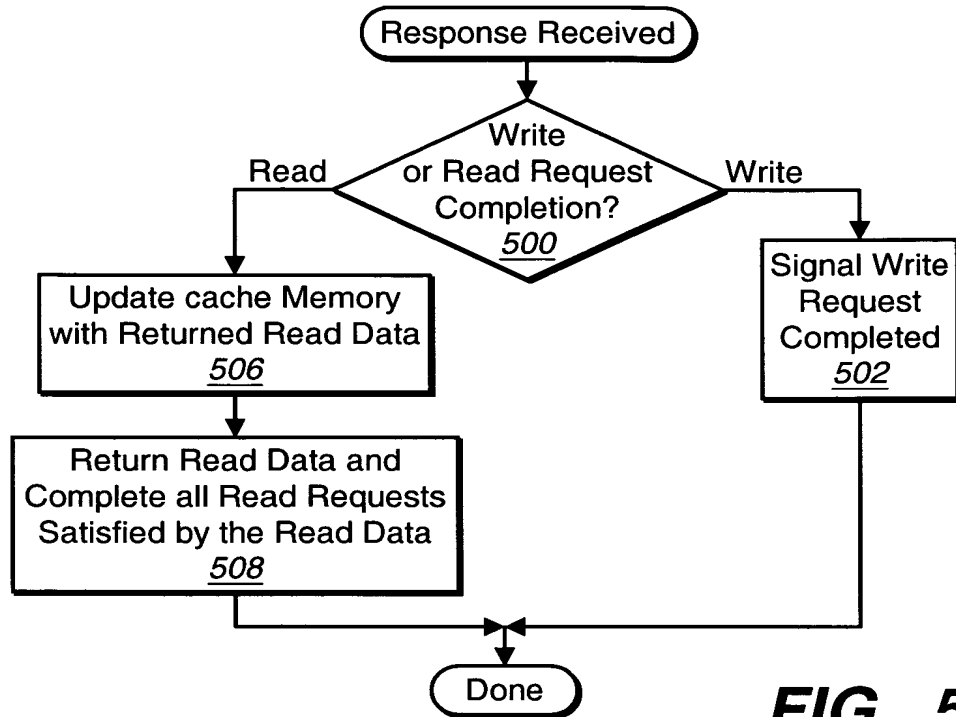 Response Received
Write
or Read Request
Completion?
500
Read
Write
Update cache Memory
with Returned Read Data
506
Signal Write
Request
Completed
502
Return Read Data and
Complete all Read Requests
Satisfied by the Read Data
508
Done
FIG. 5